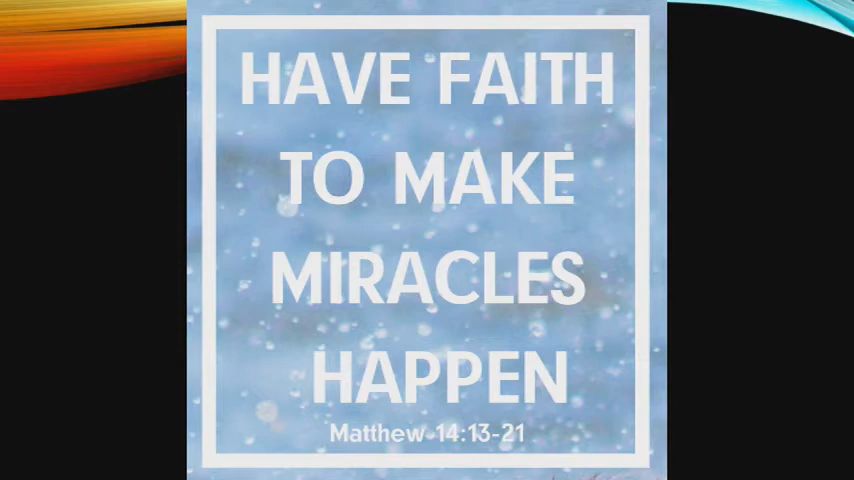 HAVE FAITH
TO MAKE
MIRACLES
HAPPEN
Matthew 14:13-21